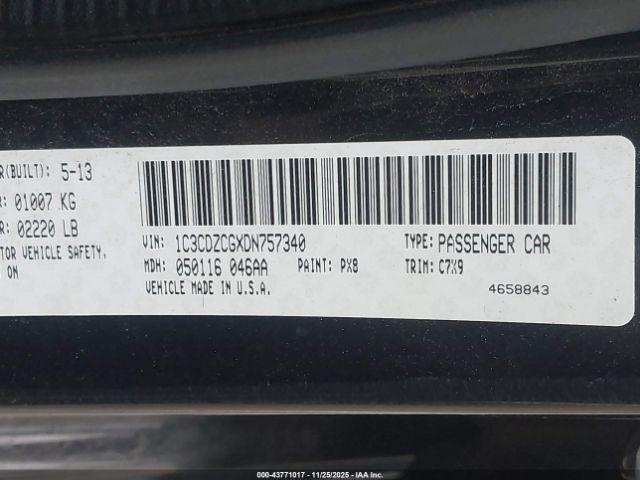 R(BUILT): 5-13
R: 01007 KG
R: 02220 LB
TOR VEHICLE SAFETY,
ON
VIN: 1C3CDZCGXDN757340 TYPE: PASSENGER CAR
MDH: 050116 046AA PAINT: PX8 TRIM: C7X9
VEHICLE MADE IN U.S.A. 4658843
000-43771017 - 11/25/2025 - IAA Inc.